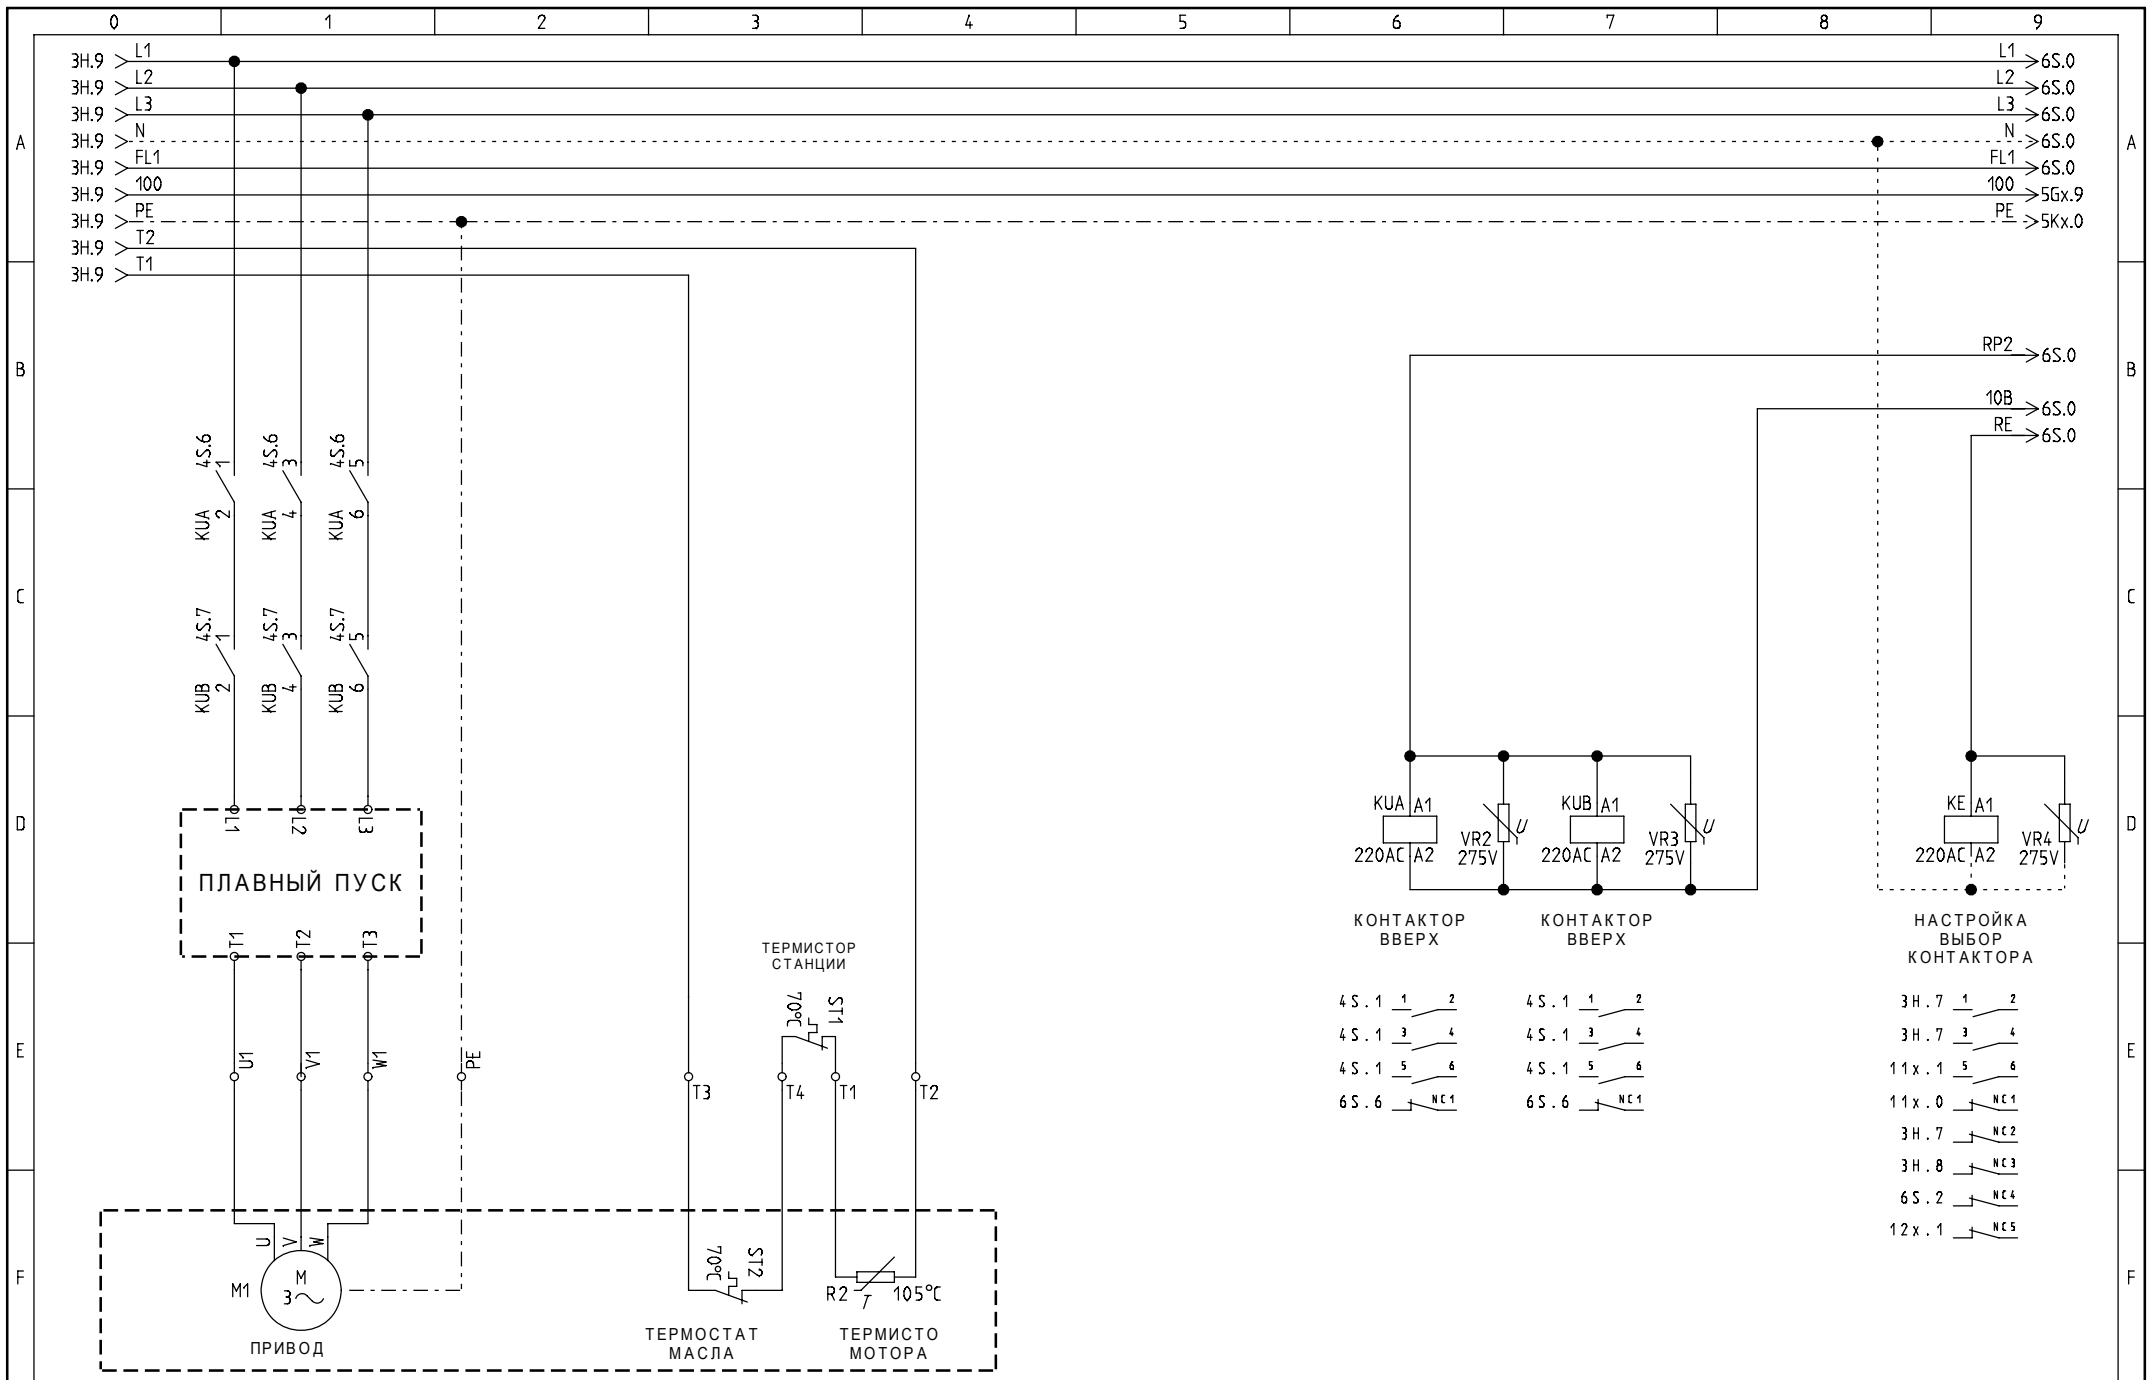 0 1 2 3 4 5 6 7 8 9
3H.9 L1 L1 6S.0
3H.9 L2 L2 6S.0
3H.9 L3 L3 6S.0
A 3H.9 N N 6S.0 A
3H.9 FL1 FL1 6S.0
3H.9 100 100 5Gx.9
3H.9 PE PE 5Kx.0
3H.9 T2
3H.9 T1
RP2 6S.0
B B
10B 6S.0
RE 6S.0
4S.6 1 4S.6 3 4S.6 5
KUA 2 KUA 4 KUA 6
C C
4S.7 1 4S.7 3 4S.7 5
KUB 2 KUB 4 KUB 6
L1 L2 L3
ПЛАВНЫЙ ПУСК
T1 T2 T3
D D
KUA A1 KUB A1 KE A1
VR2 U VR3 U VR4 U
220AC A2 275V 220AC A2 275V 220AC A2 275V
КОНТАКТОР КОНТАКТОР НАСТРОЙКА
ВВЕРХ ВВЕРХ ВЫБОР
КОНТАКТОРА
ТЕРМИСТОР
СТАНЦИИ
70°C ST1
E E
U1 V1 W1 PE
T3 T4 T1 T2
4S.1 1 2 4S.1 1 2 3H.7 1 2
4S.1 3 4 4S.1 3 4 3H.7 3 4
4S.1 5 6 4S.1 5 6 11x.1 5 6
6S.6 NC1 6S.6 NC1 11x.0 NC1
3H.7 NC2
3H.8 NC3
6S.2 NC4
12x.1 NC5
U V W
F F
M1 M
3
70°C ST2
R2 T 105°C
ПРИВОД
ТЕРМОСТАТ
МАСЛА
ТЕРМИСТО
МОТОРА